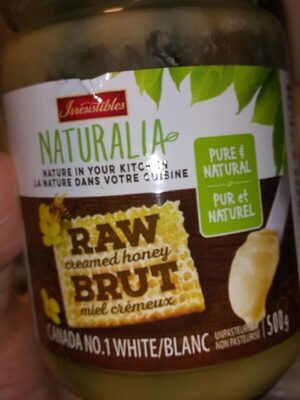 Irresistibles
NATURALIA
NATURE IN YOUR KITCHEN
LA NATURE DANS VOTRE CUISINE
PURE &
NATURAL
PUR et
NATUREL
RAW
creamed honey
BRUT
miel crémeux
CANADA NO.1 WHITE/BLANC
UNPASTEURIZED
NON PASTEURISÉ
500g